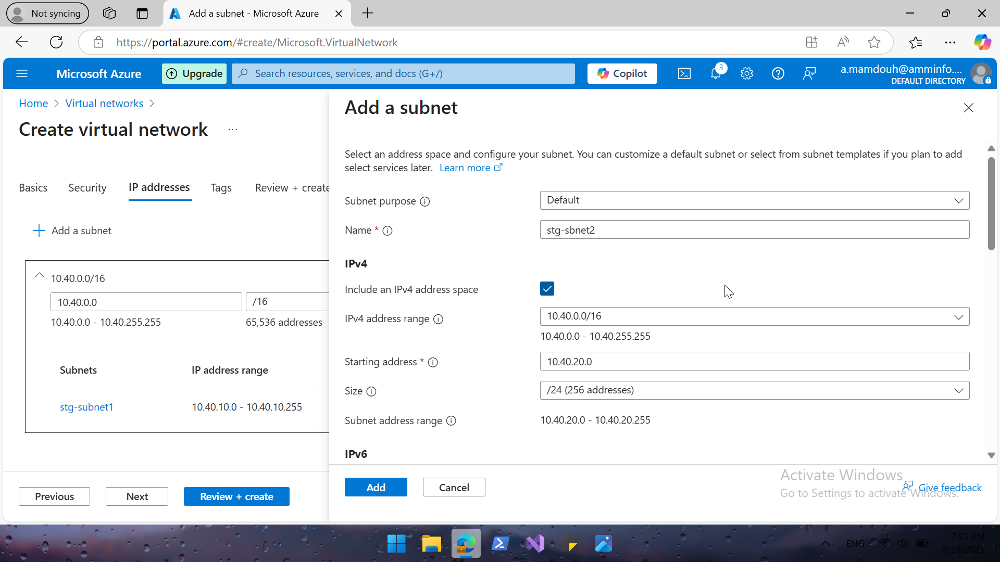 Not syncing
Add a subnet - Microsoft Azure
https://portal.azure.com/#create/Microsoft.VirtualNetwork
Microsoft Azure
Upgrade
Search resources, services, and docs (G+/)
Copilot
3
a.mamdouh@amminfo....
DEFAULT DIRECTORY
Home > Virtual networks >
Create virtual network ...
Basics
Security
IP addresses
Tags
Review + create
Add a subnet
10.40.0.0/16
10.40.0.0
/16
10.40.0.0 - 10.40.255.255
65,536 addresses
Subnets
IP address range
stg-subnet1
10.40.10.0 - 10.40.10.255
Previous
Next
Review + create
Add a subnet
Select an address space and configure your subnet. You can customize a default subnet or select from subnet templates if you plan to add
select services later. Learn more
Subnet purpose
Default
Name *
stg-sbnet2
IPv4
Include an IPv4 address space
IPv4 address range
10.40.0.0/16
10.40.0.0 - 10.40.255.255
Starting address *
10.40.20.0
Size
/24 (256 addresses)
Subnet address range
10.40.20.0 - 10.40.20.255
IPv6
Add
Cancel
Activate Windows
Go to Settings to activate Windows.
Give feedback
ENG
7:54 PM
4/19/2025